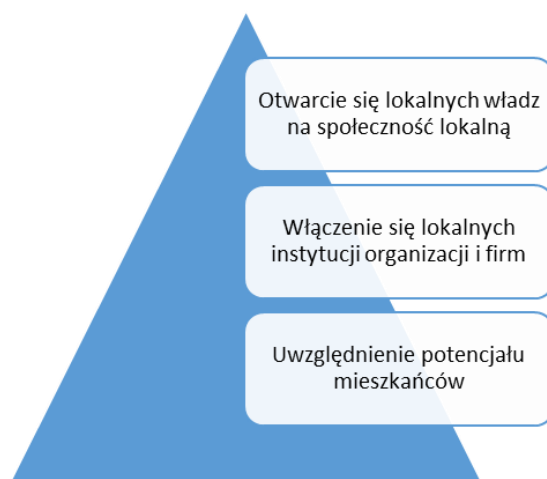 Otwarcie się lokalnych władz
na społeczność lokalną
Włączenie się lokalnych
instytucji organizacji i firm
Uwzględnienie potencjału
mieszkańców